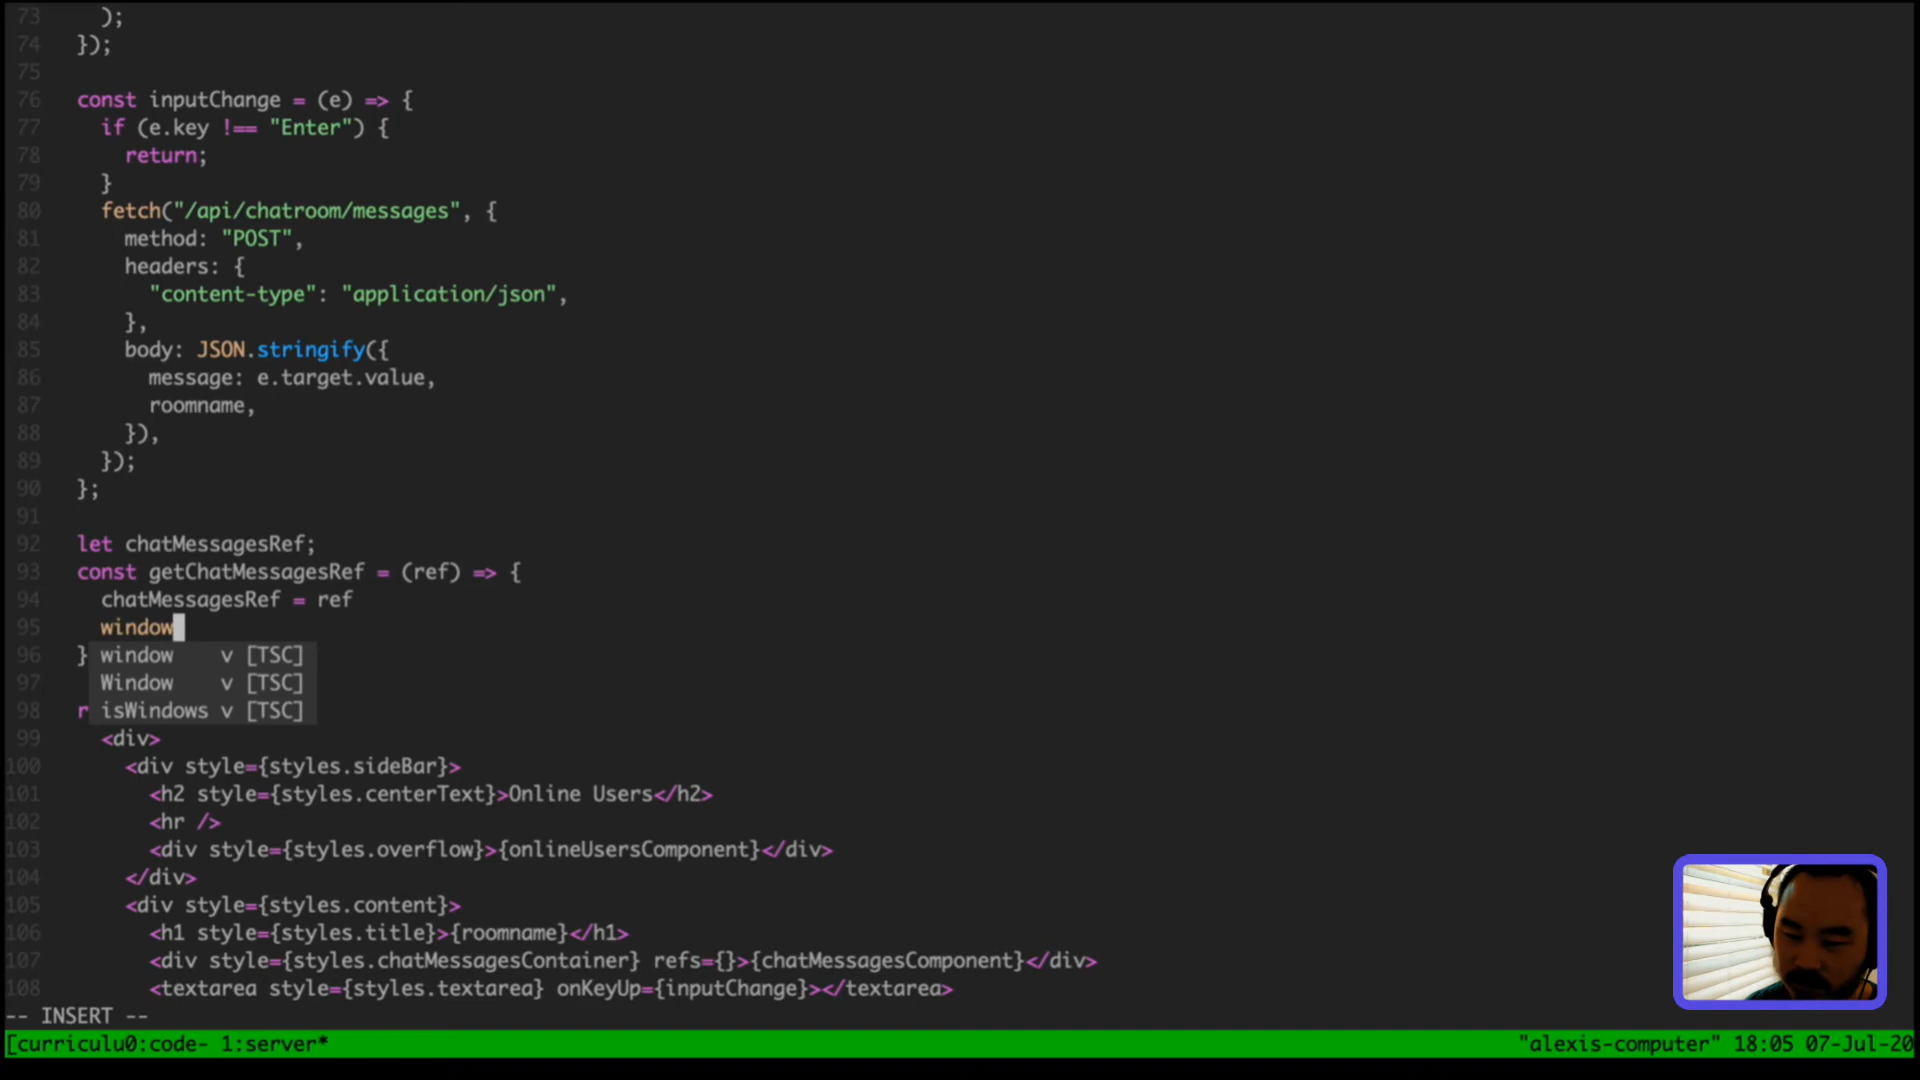 73 );
74 });
75
76 const inputChange = (e) => {
77 if (e.key !== "Enter") {
78 return;
79 }
80 fetch("/api/chatroom/messages", {
81 method: "POST",
82 headers: {
83 "content-type": "application/json",
84 },
85 body: JSON.stringify({
86 message: e.target.value,
87 roomname,
88 }),
89 });
90 };
91
92 let chatMessagesRef;
93 const getChatMessagesRef = (ref) => {
94 chatMessagesRef = ref
95 window
96 } window v [TSC]
97 Window v [TSC]
98 r isWindows v [TSC]
99 <div>
100 <div style={styles.sideBar}>
101 <h2 style={styles.centerText}>Online Users</h2>
102 <hr />
103 <div style={styles.overflow}>{onlineUsersComponent}</div>
104 </div>
105 <div style={styles.content}>
106 <h1 style={styles.title}>{roomname}</h1>
107 <div style={styles.chatMessagesContainer} refs={}>{chatMessagesComponent}</div>
108 <textarea style={styles.textarea} onKeyUp={inputChange}></textarea>
-- INSERT --
[curriculu0:code- 1:server* "alexis-computer" 18:05 07-Jul-20